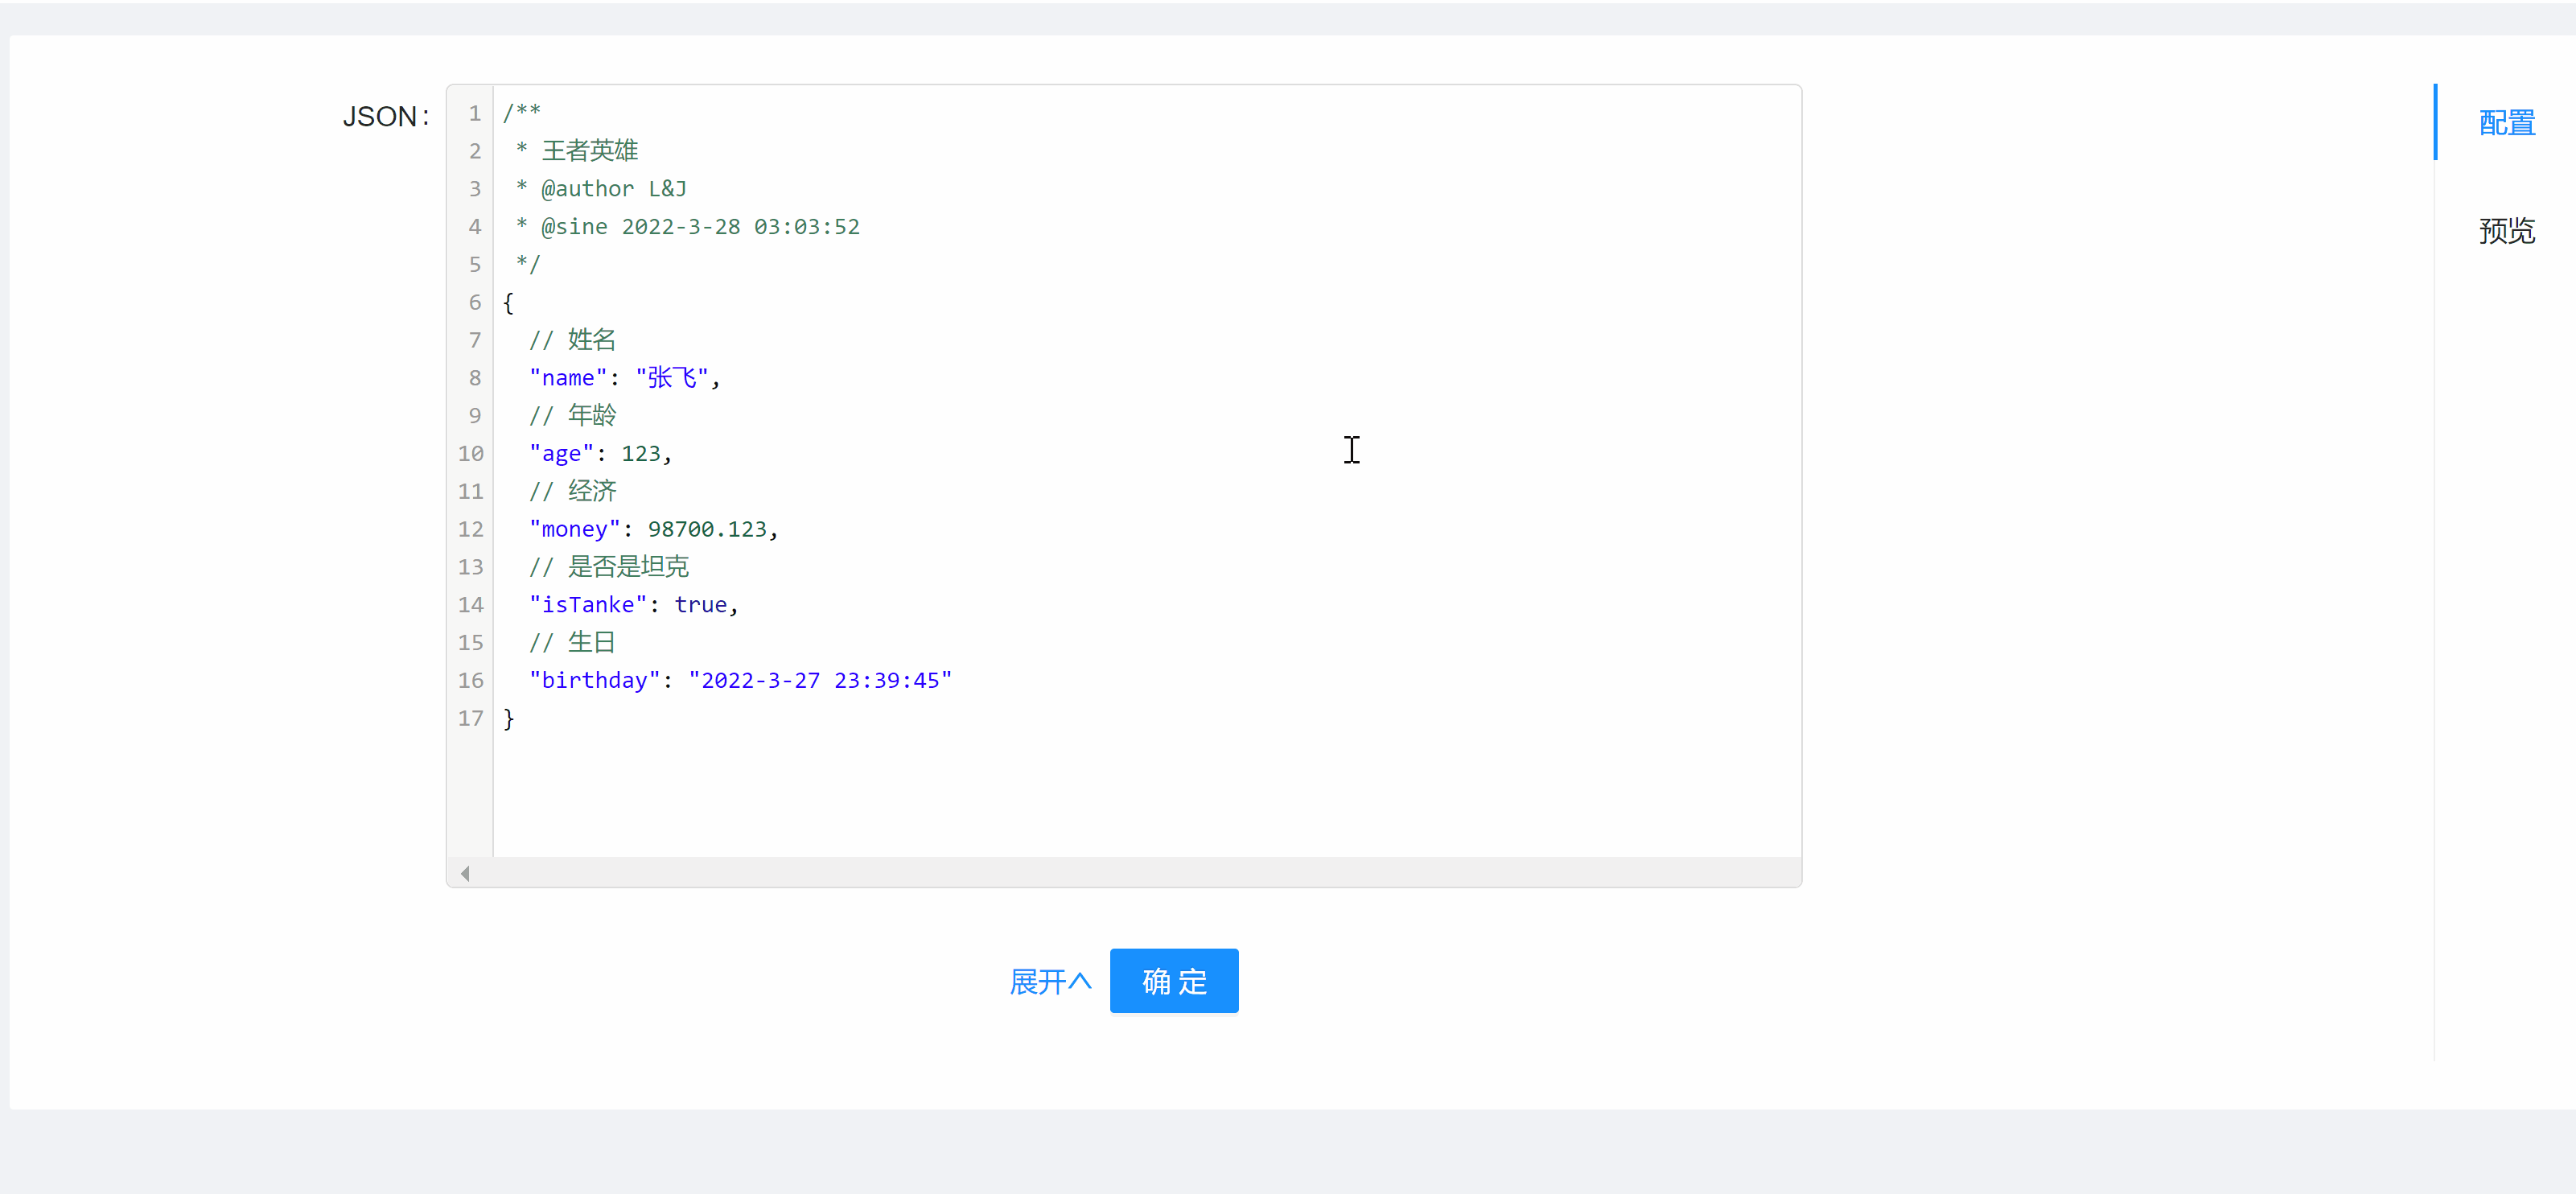 JSON:
1 /**
2  * 王者英雄
3  * @author L&J
4  * @sine 2022-3-28 03:03:52
5  */
6 {
7   // 姓名
8   "name": "张飞",
9   // 年龄
10   "age": 123,
11   // 经济
12   "money": 98700.123,
13   // 是否是坦克
14   "isTanke": true,
15   // 生日
16   "birthday": "2022-3-27 23:39:45"
17 }
展开
确 定
配置
预览